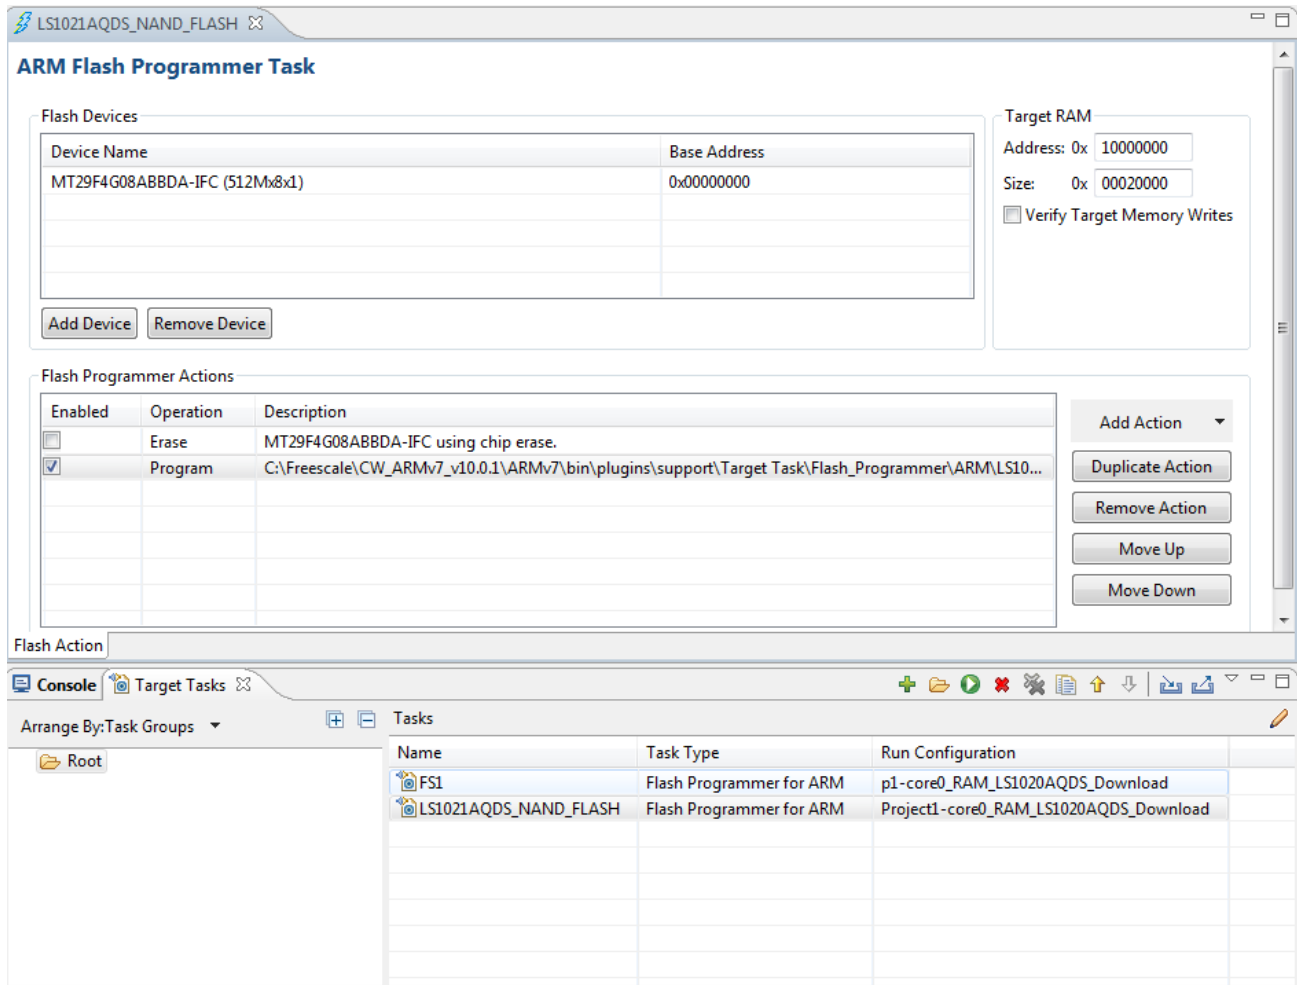 LS1021AQDS_NAND_FLASH
ARM Flash Programmer Task
Flash Devices
Device Name Base Address
MT29F4G08ABBDA-IFC (512Mx8x1) 0x00000000
Add Device Remove Device
Target RAM
Address: 0x 10000000
Size: 0x 00020000
Verify Target Memory Writes
Flash Programmer Actions
Enabled Operation Description
Erase MT29F4G08ABBDA-IFC using chip erase.
Program C:\Freescale\CW_ARMv7_v10.0.1\ARMv7\bin\plugins\support\Target Task\Flash_Programmer\ARM\LS10...
Add Action
Duplicate Action
Remove Action
Move Up
Move Down
Flash Action
Console Target Tasks
Arrange By:Task Groups
Root
Tasks
Name Task Type Run Configuration
FS1 Flash Programmer for ARM p1-core0_RAM_LS1020AQDS_Download
LS1021AQDS_NAND_FLASH Flash Programmer for ARM Project1-core0_RAM_LS1020AQDS_Download